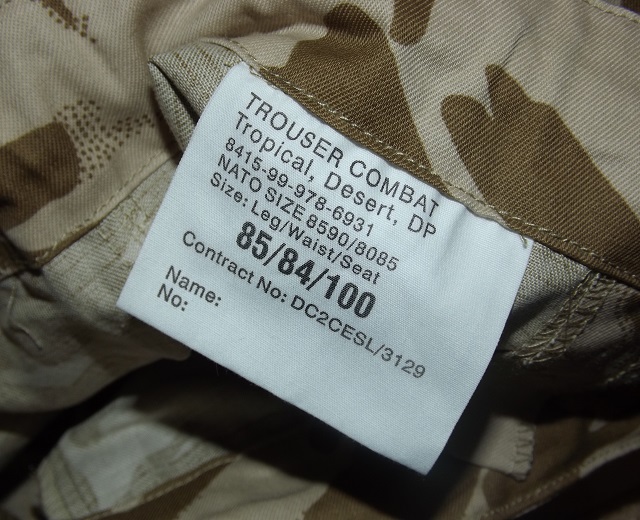 TROUSER COMBAT
Tropical, Desert, DP
8415-99-978-6931
NATO SIZE 8590/8085
Size: Leg/Waist/Seat
85/84/100
Contract No: DC2CESL/3129
Name:
No: